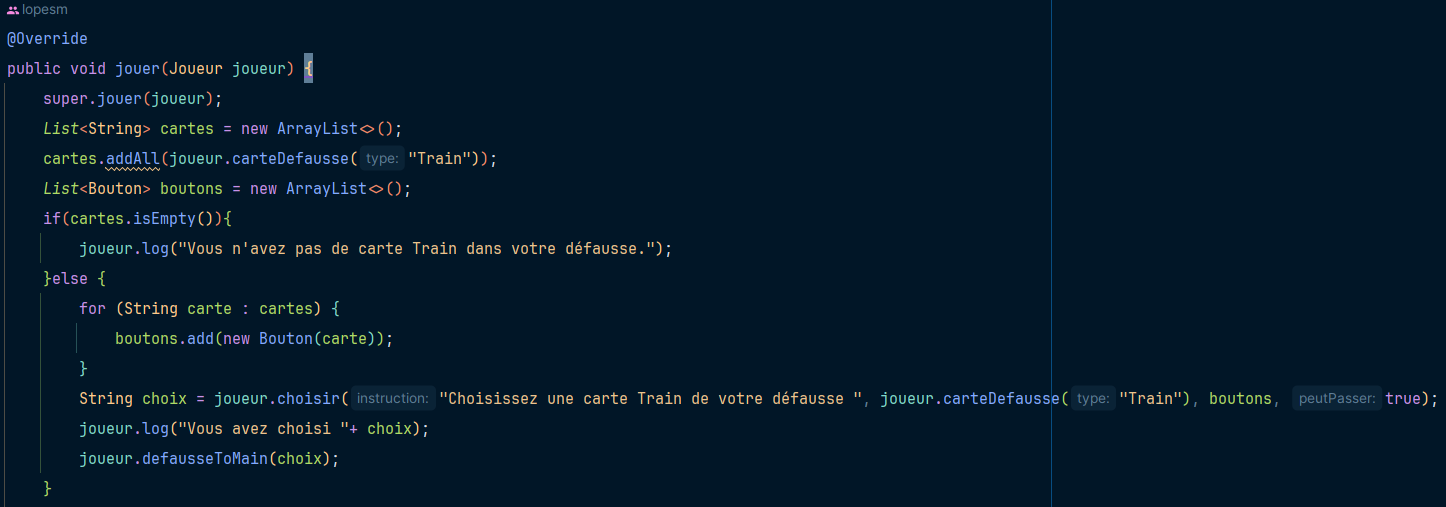 lopesm
@Override
public void jouer(Joueur joueur) {
    super.jouer(joueur);
    List<String> cartes = new ArrayList<>();
    cartes.addAll(joueur.carteDefausse( type: "Train"));
    List<Bouton> boutons = new ArrayList<>();
    if(cartes.isEmpty()){
        joueur.log("Vous n'avez pas de carte Train dans votre défausse.");
    }else {
        for (String carte : cartes) {
            boutons.add(new Bouton(carte));
        }
        String choix = joueur.choisir( instruction: "Choisissez une carte Train de votre défausse ", joueur.carteDefausse( type: "Train"), boutons, peutPasser: true);
        joueur.log("Vous avez choisi "+ choix);
        joueur.defausseToMain(choix);
    }